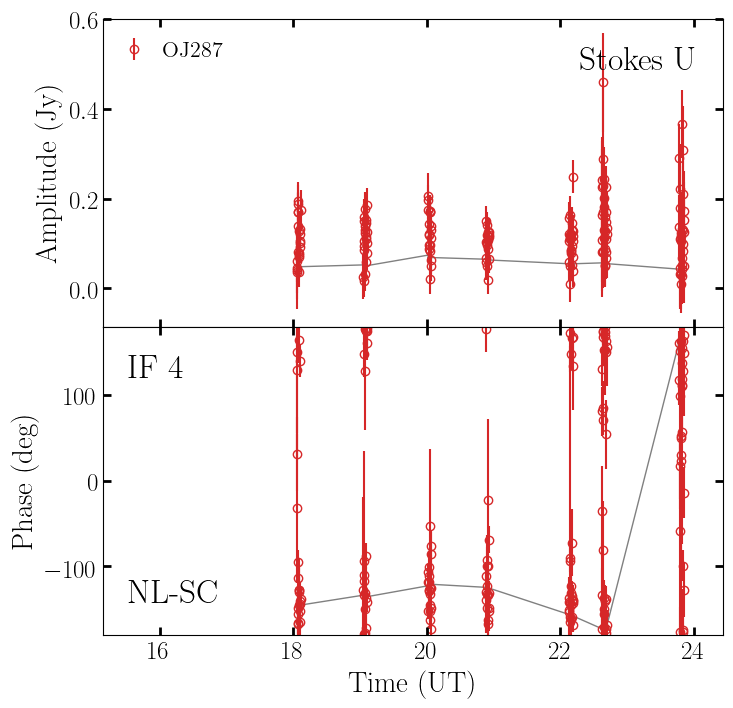 0.6
OJ287
Stokes U
0.4
0.2
0.0
Amplitude (Jy)
IF 4
100
0
−100
Phase (deg)
NL-SC
16 18 20 22 24
Time (UT)